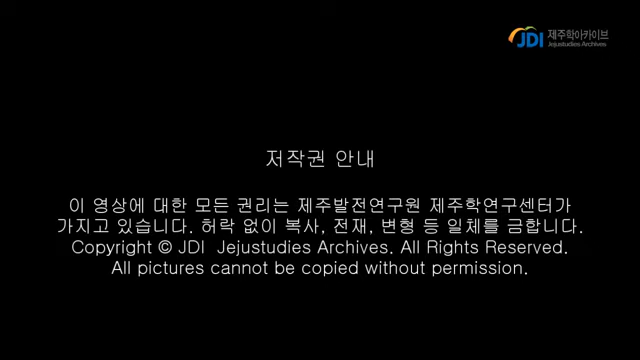 JDI 제주학아카이브
Jejustudies Archives
저작권 안내
이 영상에 대한 모든 권리는 제주발전연구원 제주학연구센터가
가지고 있습니다. 허락 없이 복사, 전재, 변형 등 일체를 금합니다.
Copyright © JDI Jejustudies Archives. All Rights Reserved.
All pictures cannot be copied without permission.